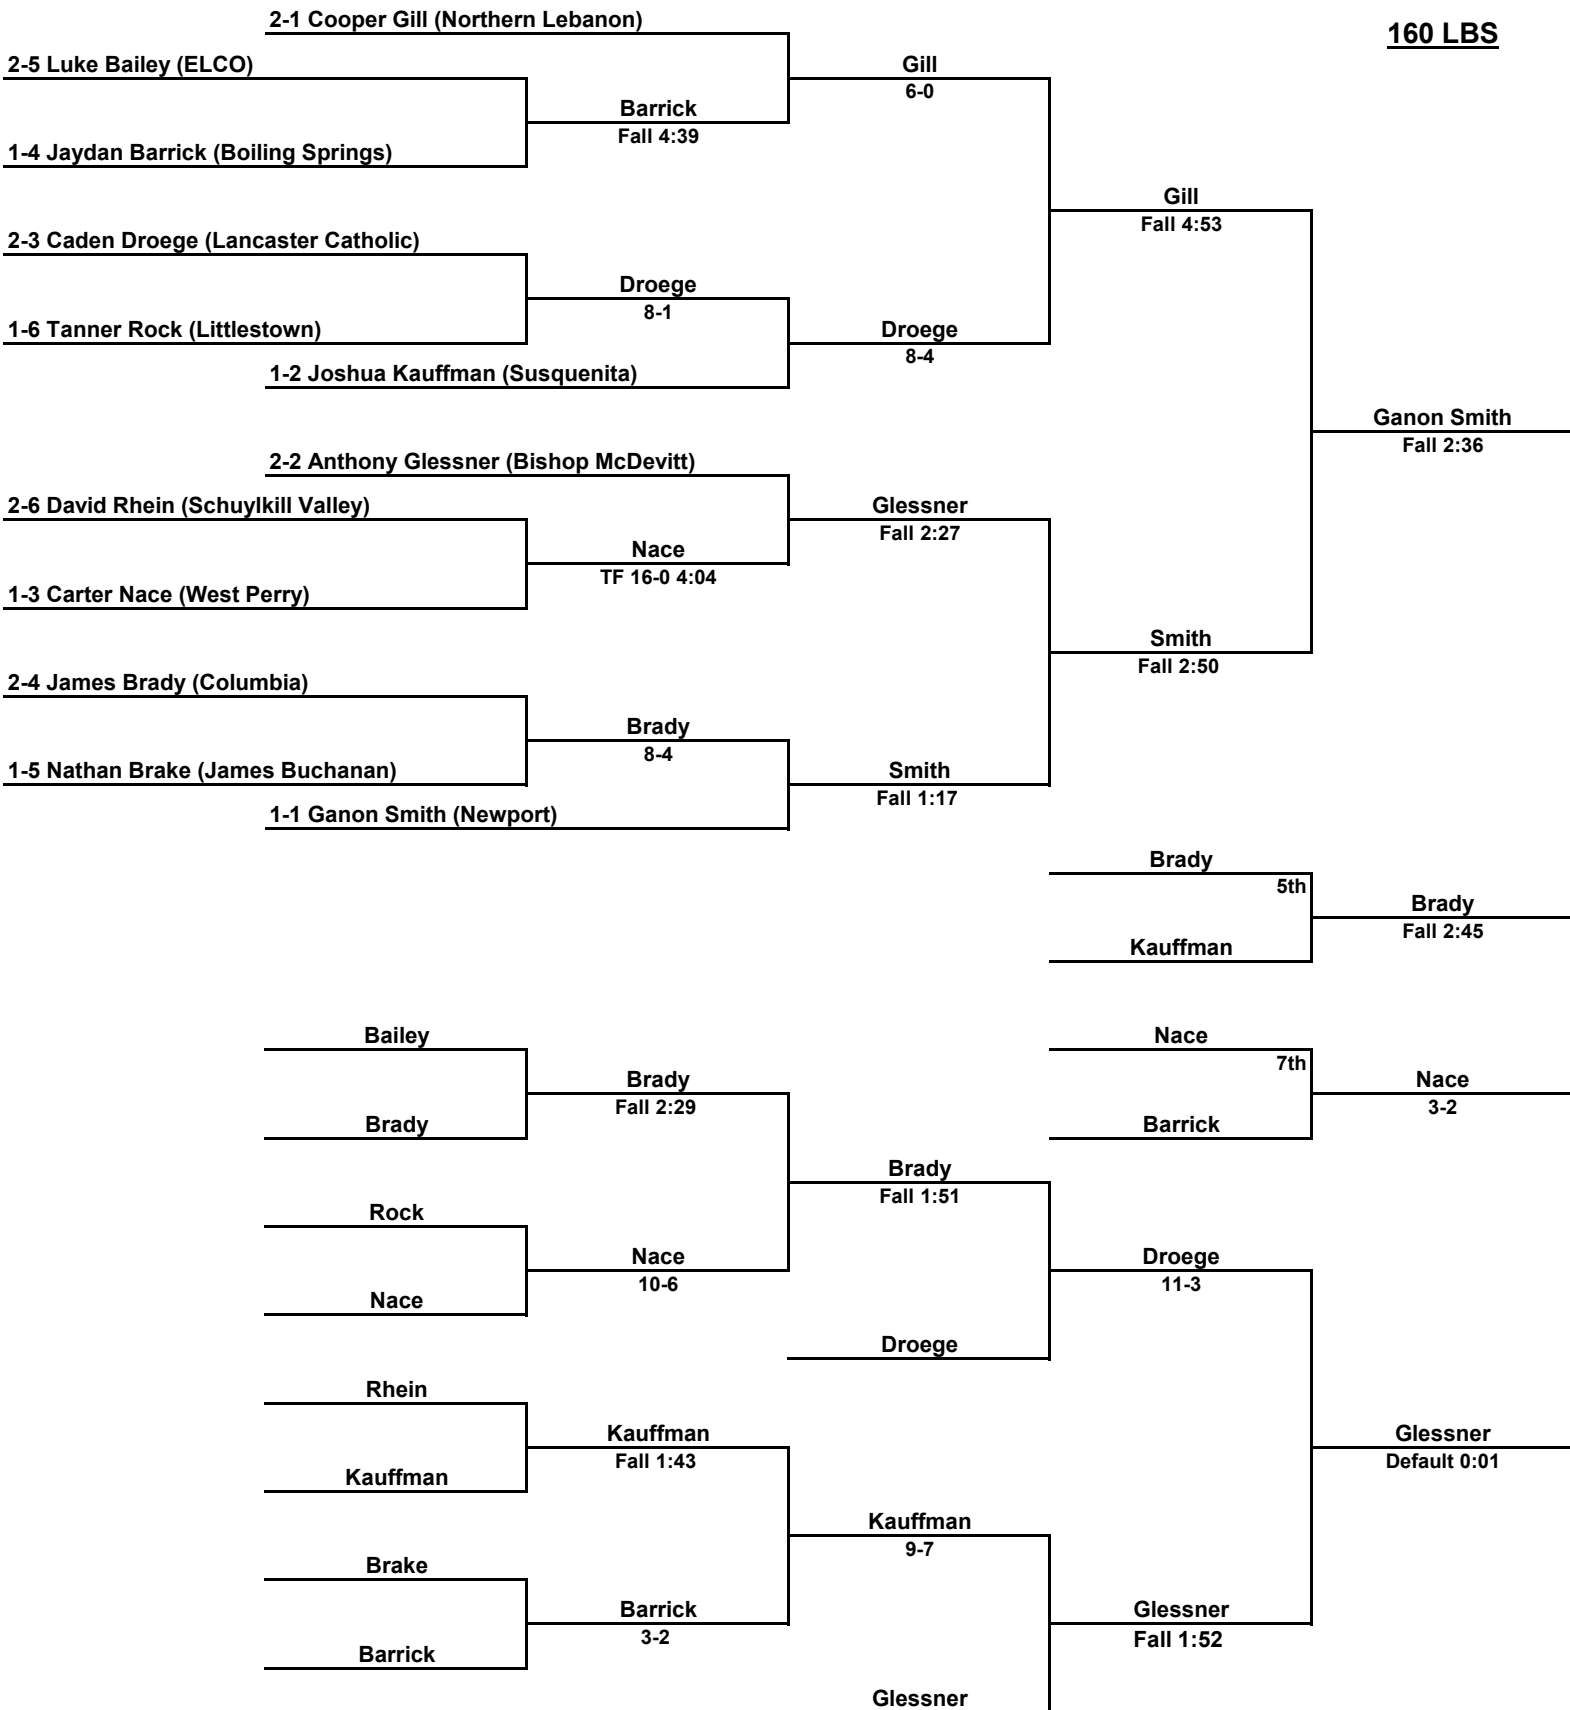 2-1 Cooper Gill (Northern Lebanon)
160 LBS
2-5 Luke Bailey (ELCO)
Gill
6-0
Barrick
Fall 4:39
1-4 Jaydan Barrick (Boiling Springs)
Gill
Fall 4:53
2-3 Caden Droege (Lancaster Catholic)
Droege
8-1
1-6 Tanner Rock (Littlestown)
Droege
8-4
1-2 Joshua Kauffman (Susquenita)
Ganon Smith
Fall 2:36
2-2 Anthony Glessner (Bishop McDevitt)
2-6 David Rhein (Schuylkill Valley)
Glessner
Fall 2:27
Nace
TF 16-0 4:04
1-3 Carter Nace (West Perry)
Smith
Fall 2:50
2-4 James Brady (Columbia)
Brady
8-4
1-5 Nathan Brake (James Buchanan)
Smith
Fall 1:17
1-1 Ganon Smith (Newport)
Brady
5th
Brady
Fall 2:45
Kauffman
Bailey
Nace
7th
Brady
Fall 2:29
Nace
3-2
Brady
Barrick
Brady
Fall 1:51
Rock
Nace
10-6
Droege
11-3
Nace
Droege
Rhein
Kauffman
Fall 1:43
Glessner
Default 0:01
Kauffman
Kauffman
9-7
Brake
Barrick
3-2
Glessner
Fall 1:52
Barrick
Glessner